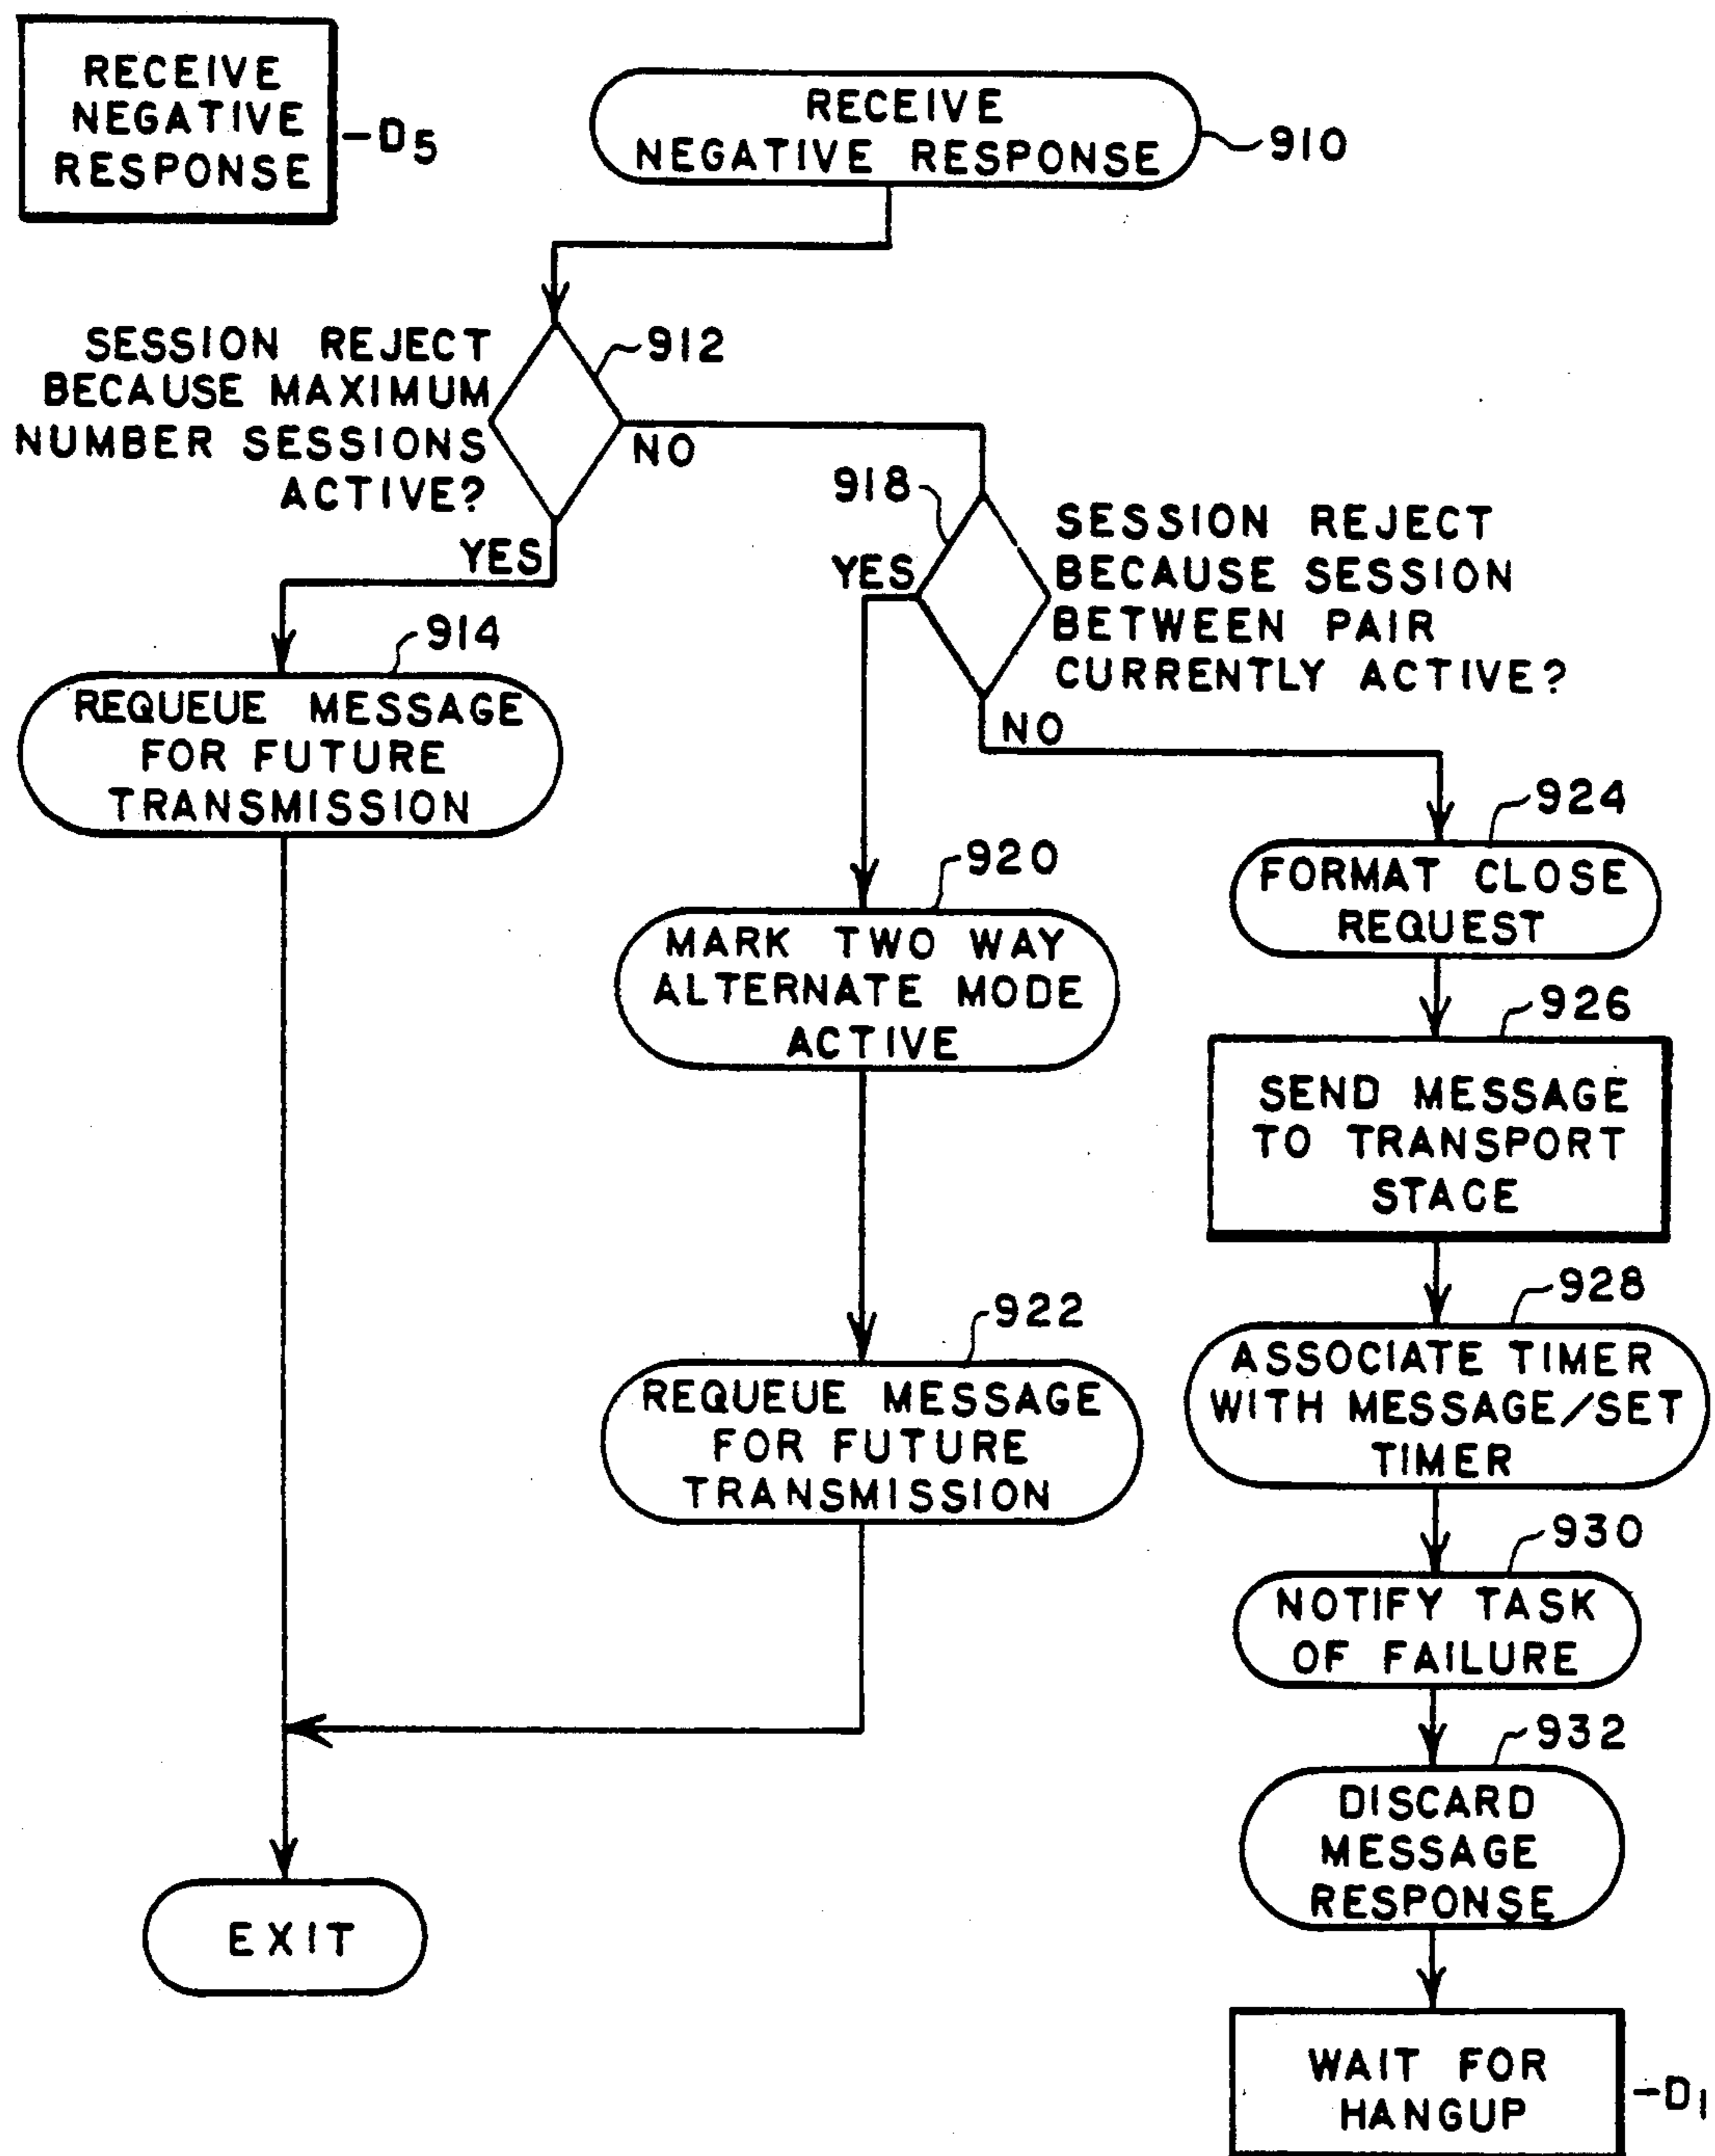 RECEIVE
NEGATIVE
RESPONSE
-D5
RECEIVE
NEGATIVE RESPONSE
910
SESSION REJECT
BECAUSE MAXIMUM
NUMBER SESSIONS
ACTIVE?
912
NO
YES
918
YES
SESSION REJECT
BECAUSE SESSION
BETWEEN PAIR
CURRENTLY ACTIVE?
NO
914
REQUEUE MESSAGE
FOR FUTURE
TRANSMISSION
920
MARK TWO WAY
ALTERNATE MODE
ACTIVE
922
REQUEUE MESSAGE
FOR FUTURE
TRANSMISSION
924
FORMAT CLOSE
REQUEST
926
SEND MESSAGE
TO TRANSPORT
STAGE
928
ASSOCIATE TIMER
WITH MESSAGE/SET
TIMER
930
NOTIFY TASK
OF FAILURE
932
DISCARD
MESSAGE
RESPONSE
EXIT
WAIT FOR
HANGUP
-D1